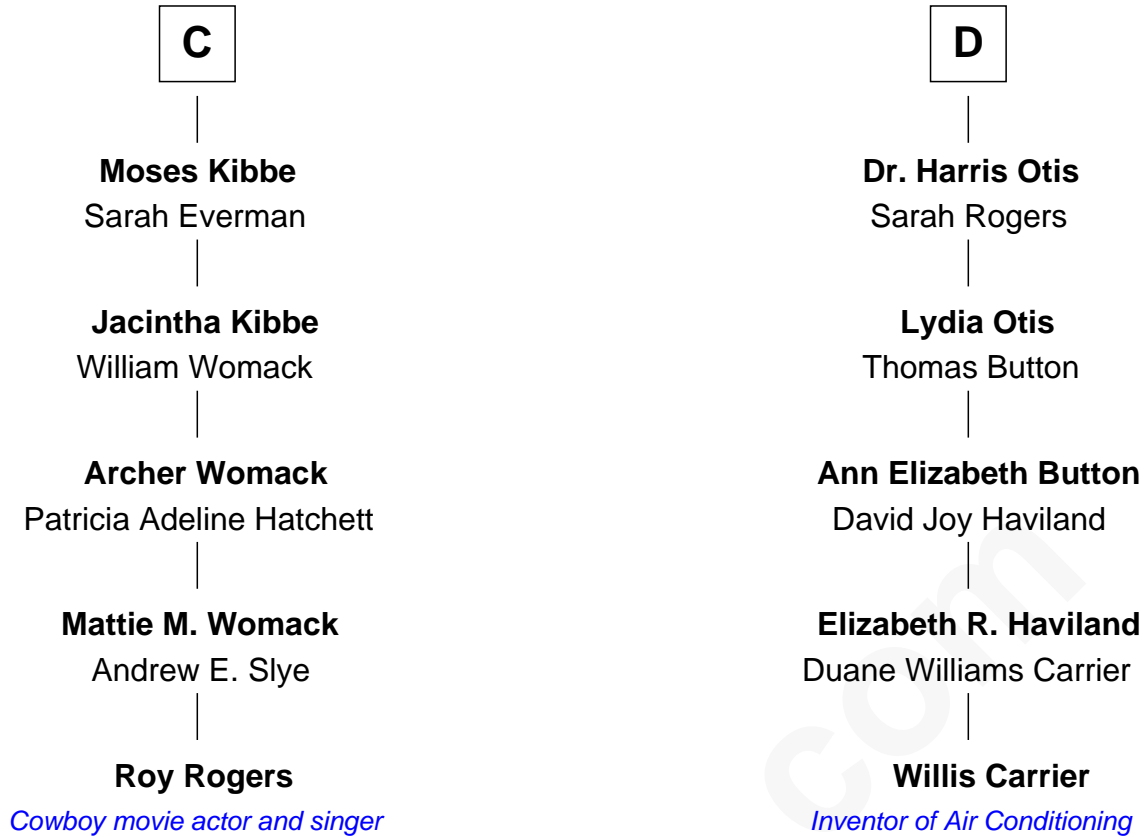 C
Moses Kibbe
Sarah Everman
Jacintha Kibbe
William Womack
Archer Womack
Patricia Adeline Hatchett
Mattie M. Womack
Andrew E. Slye
Roy Rogers
Cowboy movie actor and singer
D
Dr. Harris Otis
Sarah Rogers
Lydia Otis
Thomas Button
Ann Elizabeth Button
David Joy Haviland
Elizabeth R. Haviland
Duane Williams Carrier
Willis Carrier
Inventor of Air Conditioning
com